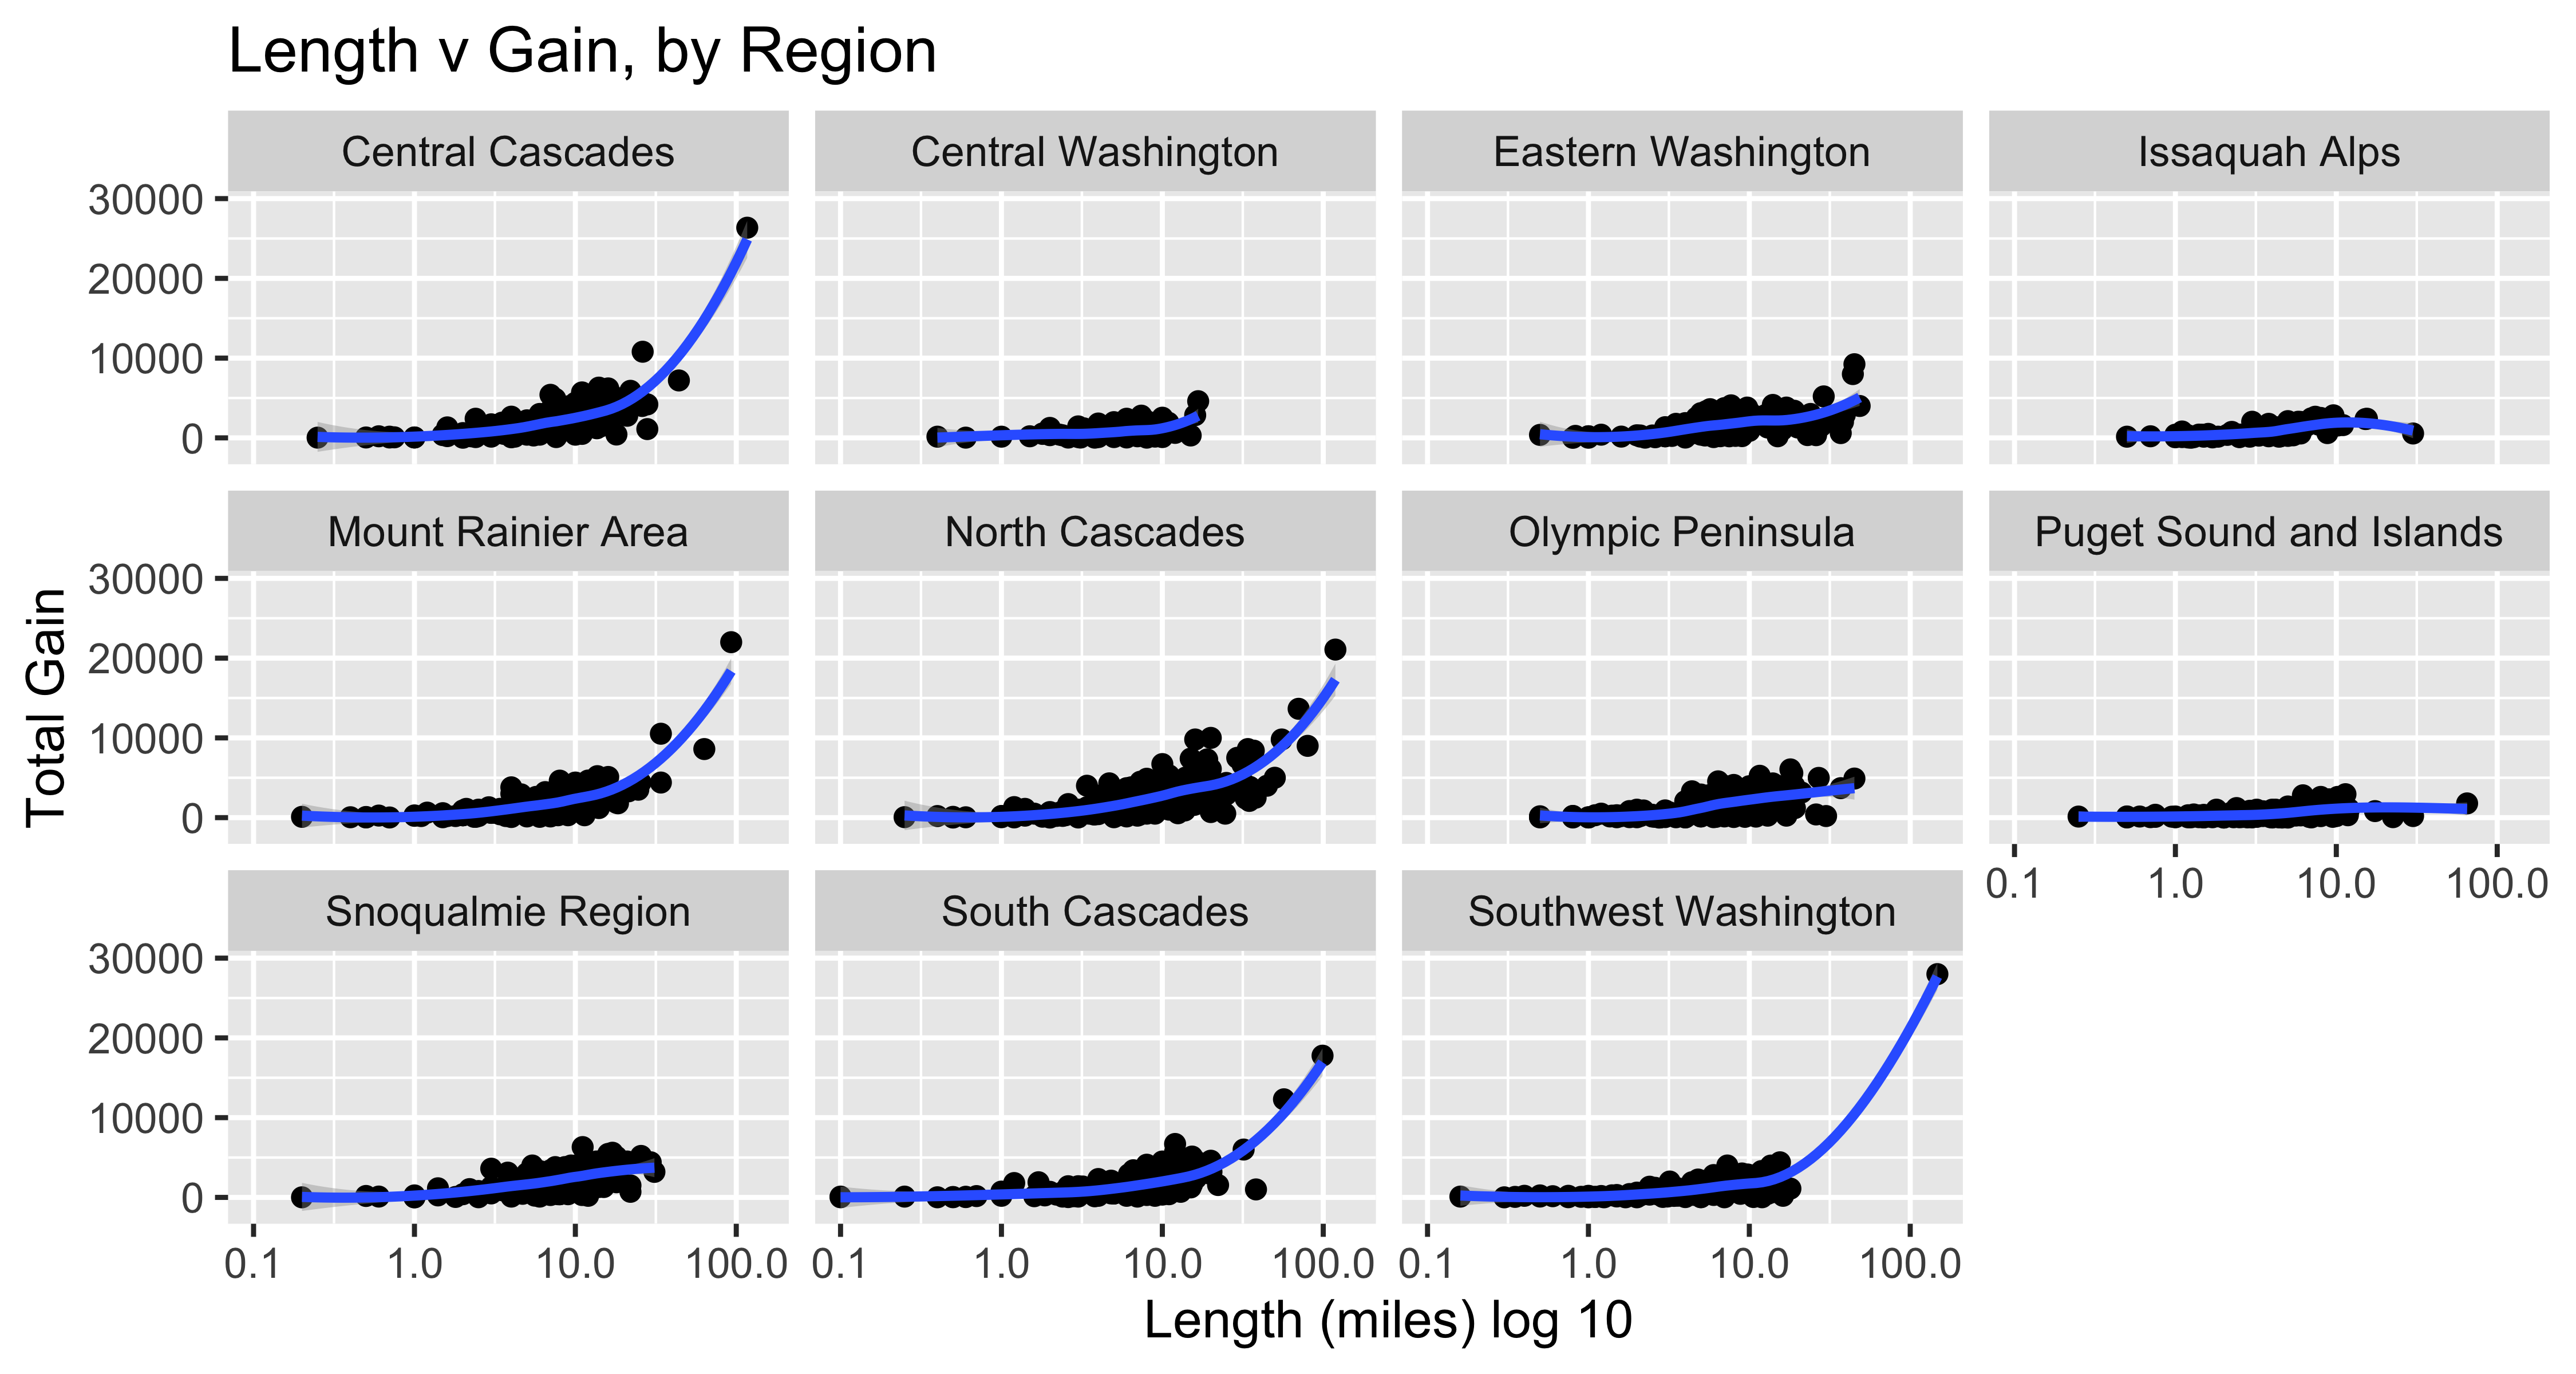 Length v Gain, by Region
Central Cascades
Central Washington
Eastern Washington
Issaquah Alps
30000
20000
10000
0
Mount Rainier Area
North Cascades
Olympic Peninsula
Puget Sound and Islands
30000
20000
10000
0
0.1 1.0 10.0 100.0
Snoqualmie Region
South Cascades
Southwest Washington
30000
20000
10000
0
0.1 1.0 10.0 100.0
0.1 1.0 10.0 100.0
0.1 1.0 10.0 100.0
Total Gain
Length (miles) log 10